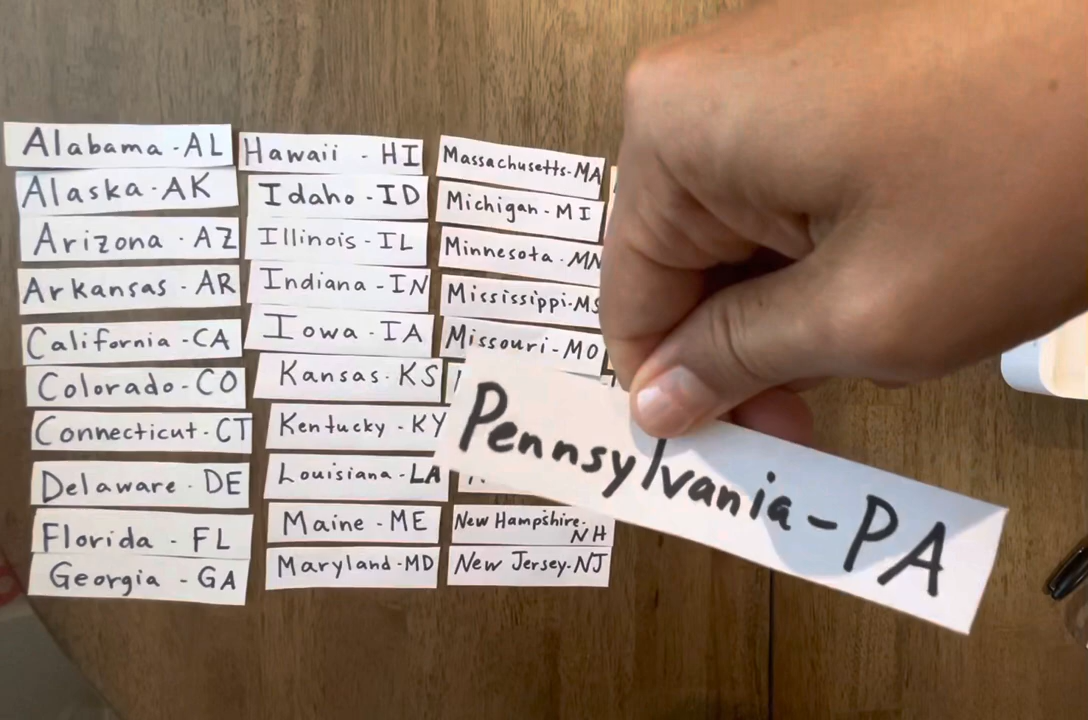 Alabama - AL
Alaska - AK
Arizona - AZ
Arkansas - AR
California - CA
Colorado - CO
Connecticut - CT
Delaware - DE
Florida - FL
Georgia - GA
Hawaii - HI
Idaho - ID
Illinois - IL
Indiana - IN
Iowa - IA
Kansas - KS
Kentucky - KY
Louisiana - LA
Maine - ME
Maryland - MD
Massachusetts - MA
Michigan - MI
Minnesota - MN
Mississippi - MS
Missouri - MO
New Hampshire -
NH
New Jersey - NJ
Pennsylvania - PA